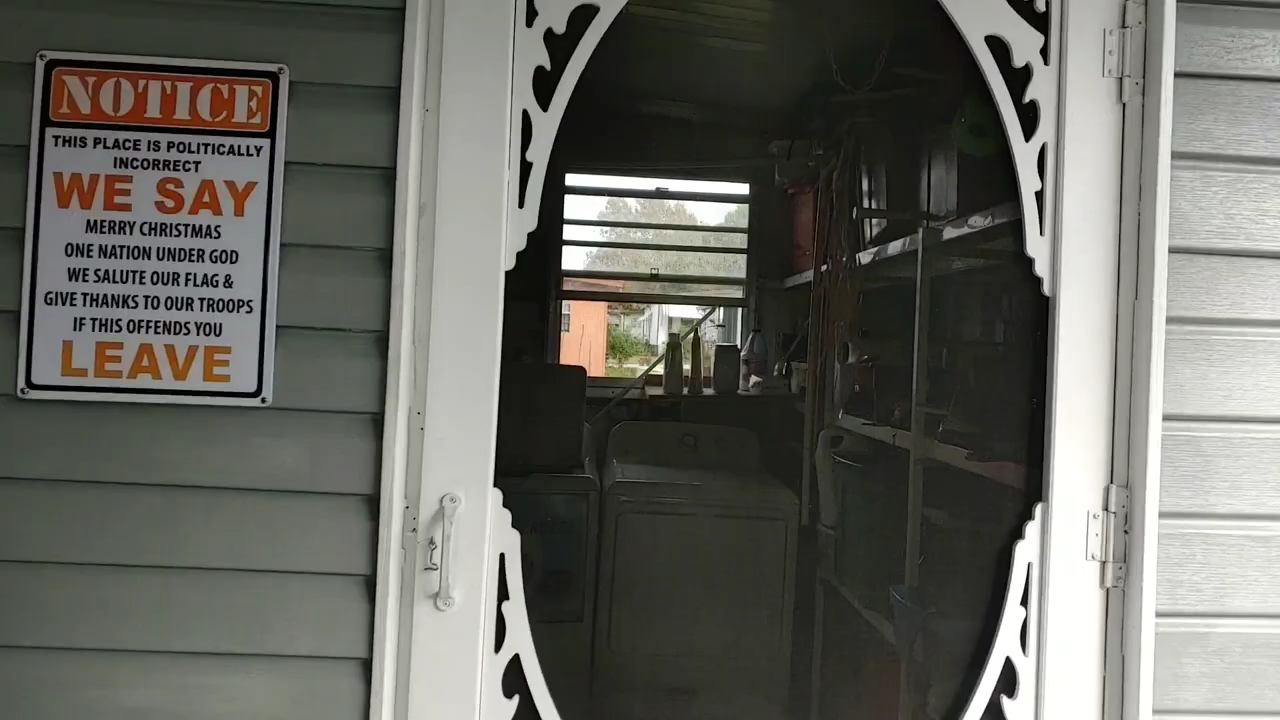 NOTICE
THIS PLACE IS POLITICALLY
INCORRECT
WE SAY
MERRY CHRISTMAS
ONE NATION UNDER GOD
WE SALUTE OUR FLAG &
GIVE THANKS TO OUR TROOPS
IF THIS OFFENDS YOU
LEAVE